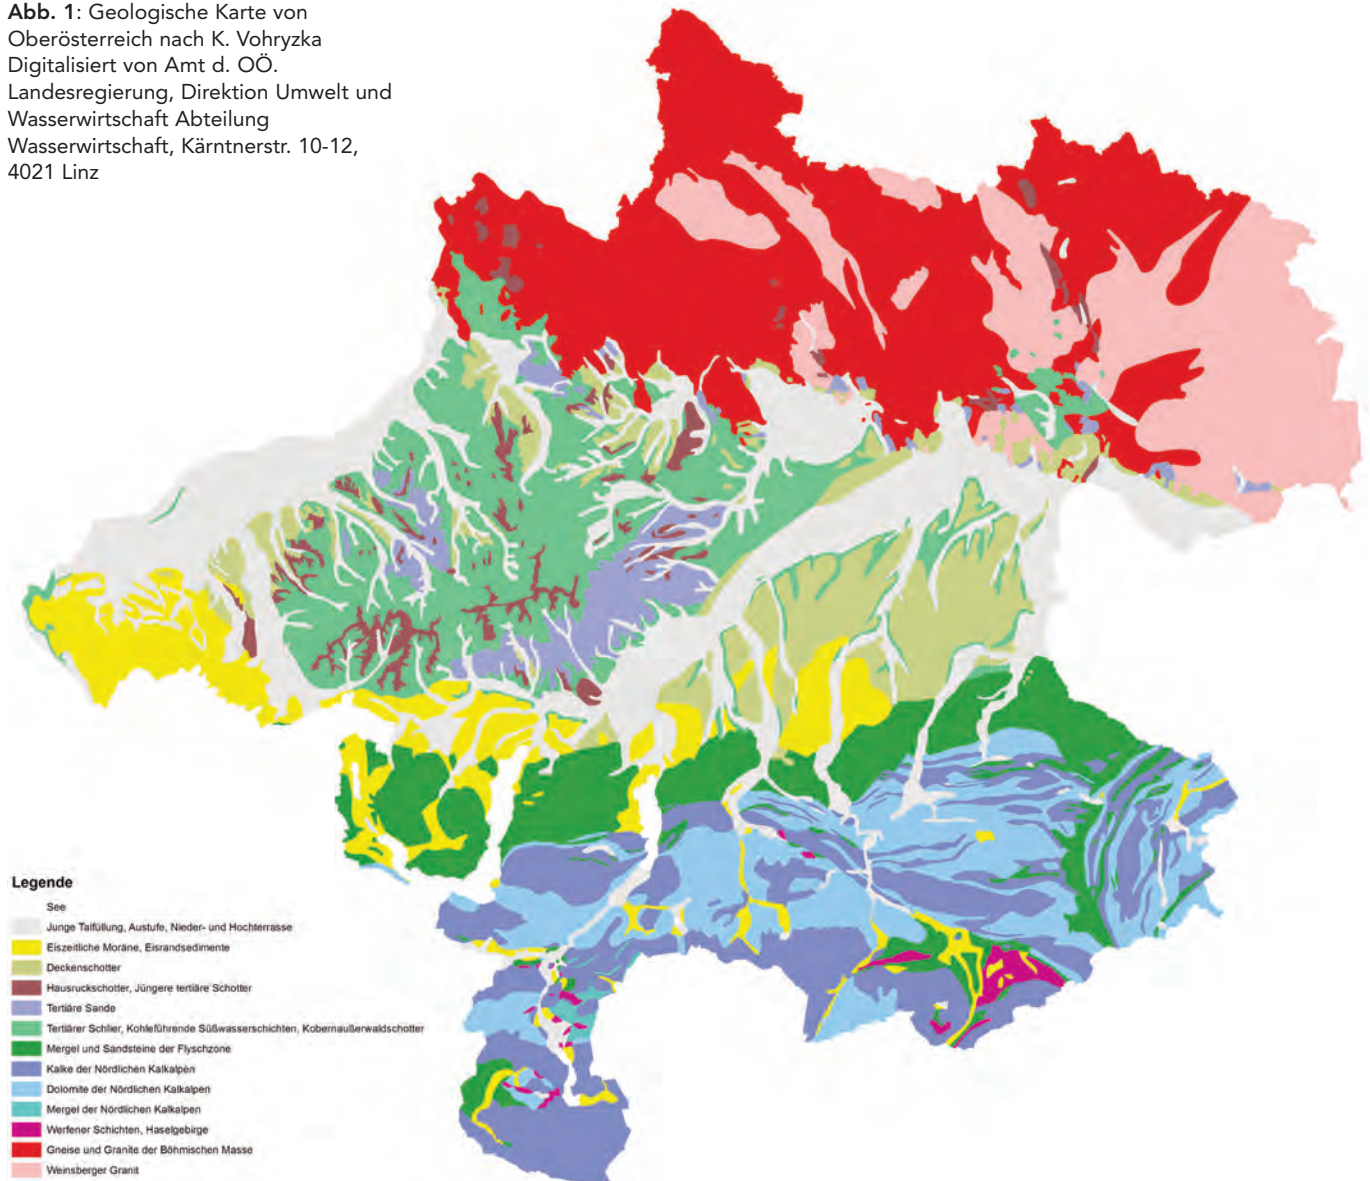 Abb. 1: Geologische Karte von
Oberösterreich nach K. Vohryzka
Digitalisiert von Amt d. OÖ.
Landesregierung, Direktion Umwelt und
Wasserwirtschaft Abteilung
Wasserwirtschaft, Kärntnerstr. 10-12,
4021 Linz
Legende
See
Junge Talfüllung, Austufe, Nieder- und Hochterrasse
Eiszeitliche Moräne, Eisrandsedimente
Deckenschotter
Hausruckschotter, Jüngere tertiäre Schotter
Tertiäre Sande
Tertiärer Schlier, Kohleführende Süßwasserschichten, Kobernaußerwaldschotter
Mergel und Sandsteine der Flyschzone
Kalke der Nördlichen Kalkalpen
Dolomite der Nördlichen Kalkalpen
Mergel der Nördlichen Kalkalpen
Werfener Schichten, Haselgebirge
Gneise und Granite der Böhmischen Masse
Weinsberger Granit